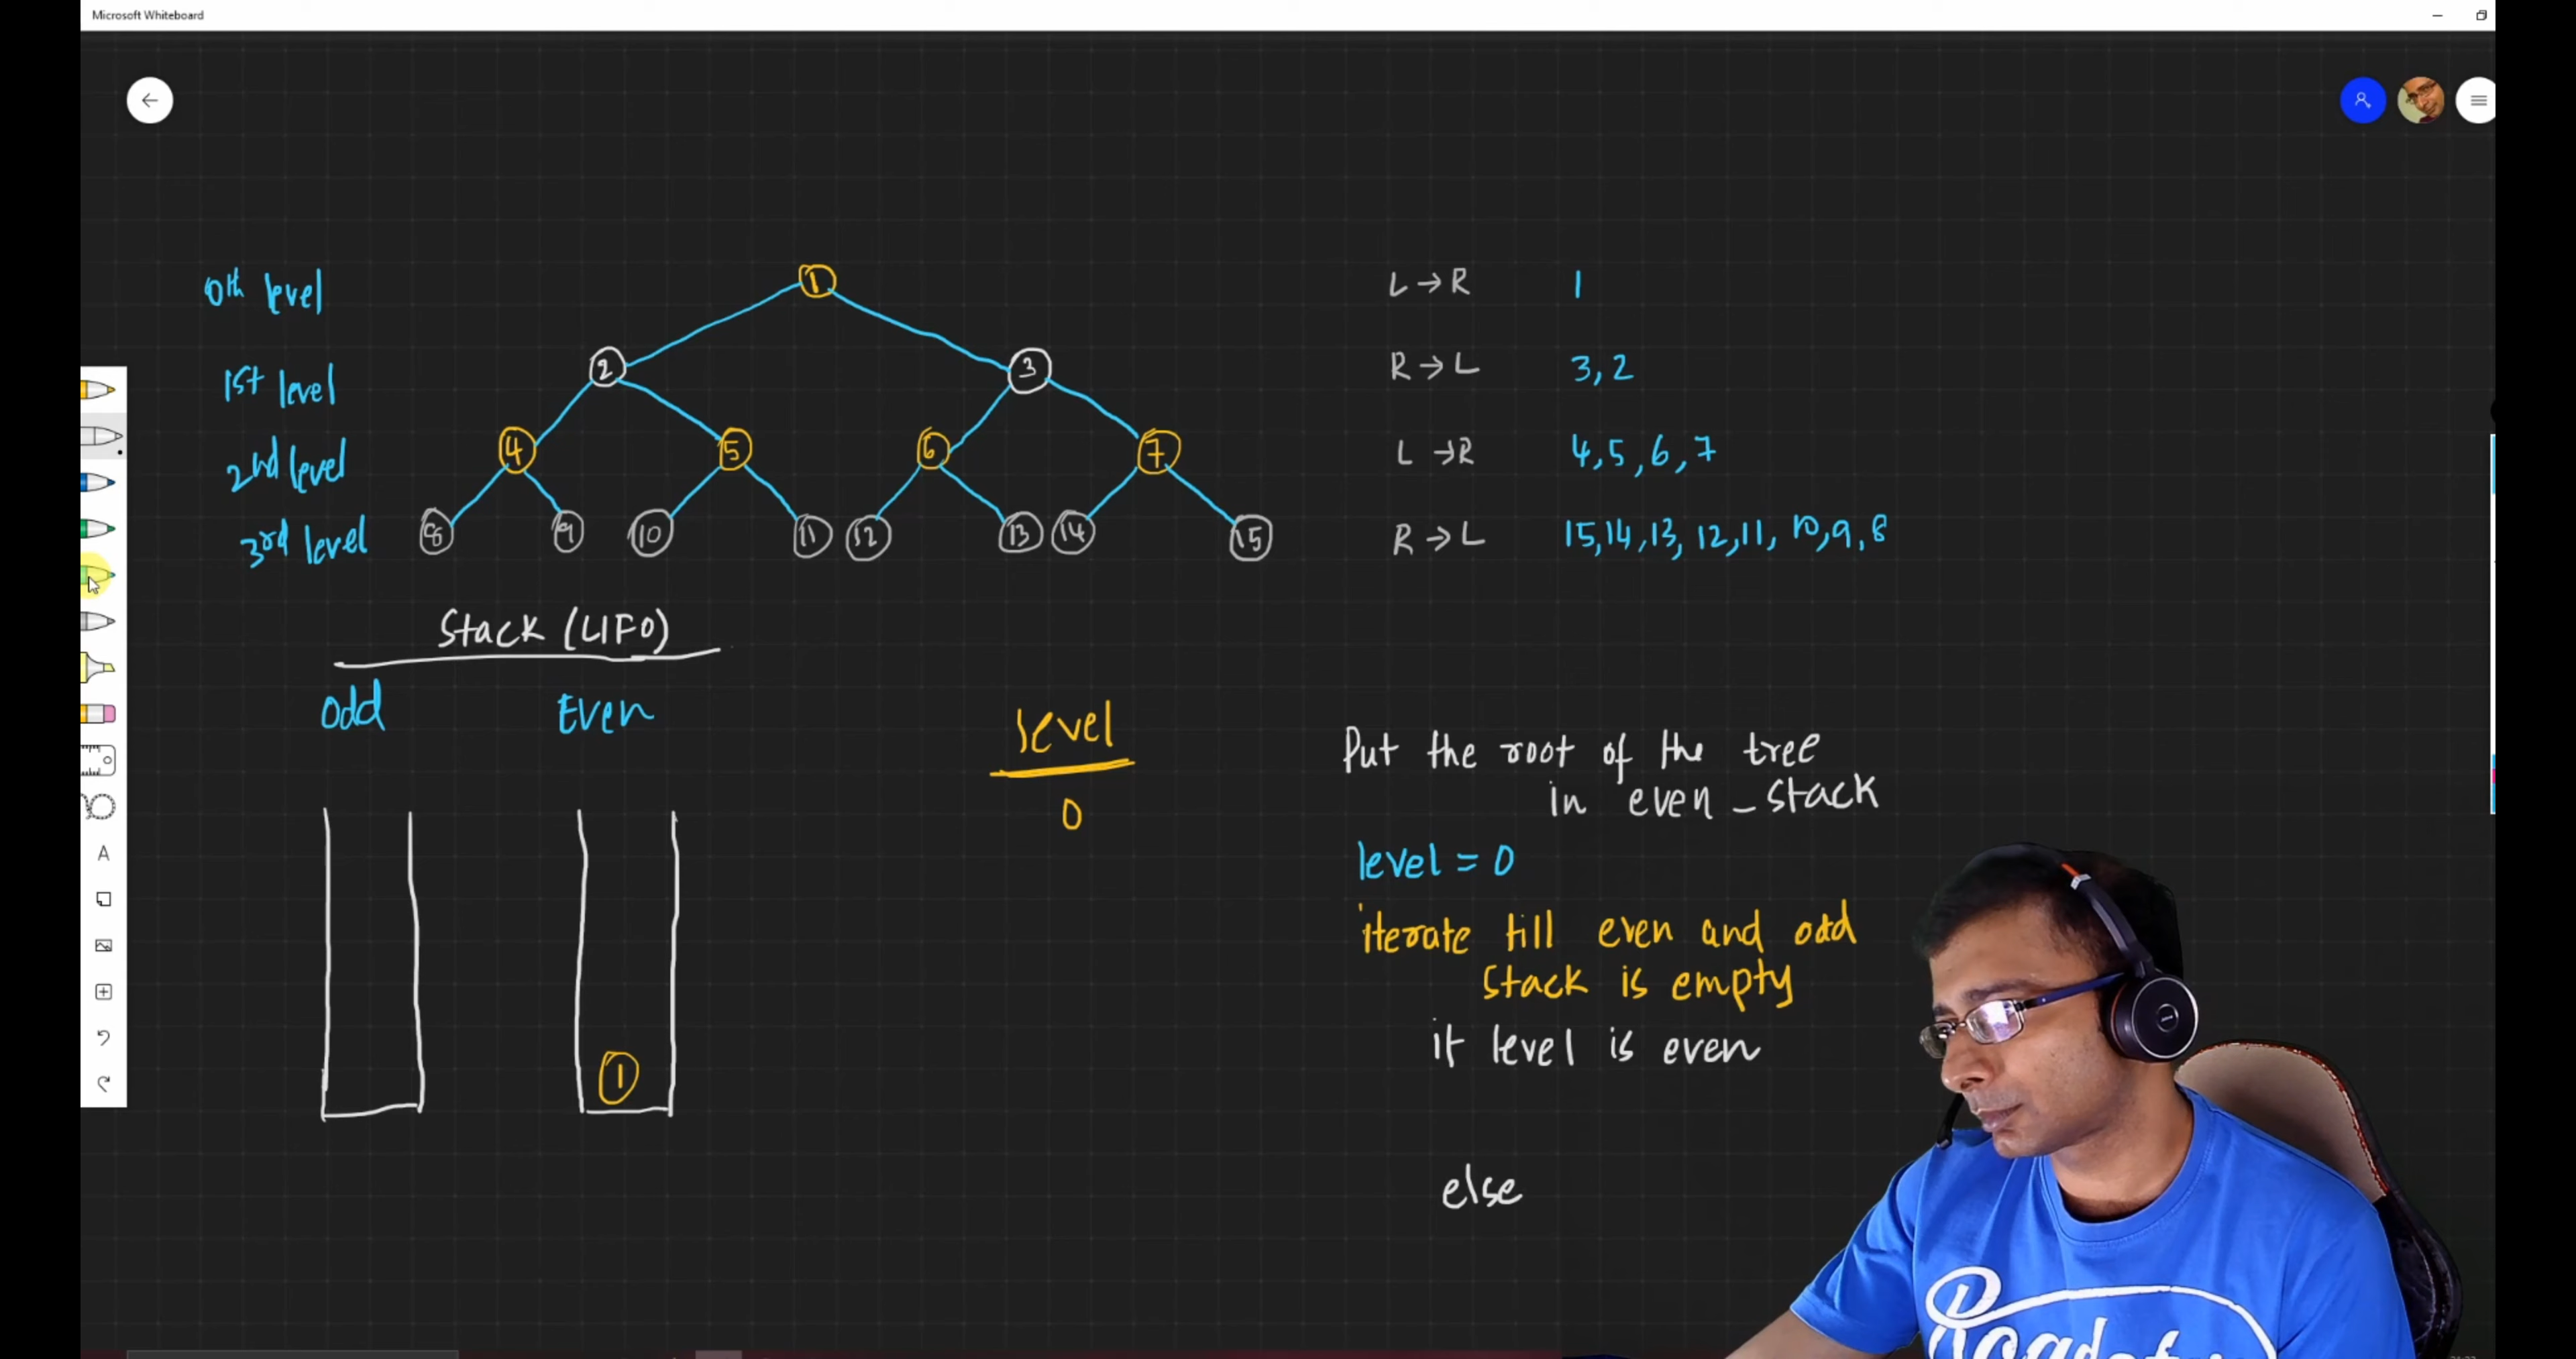 Microsoft Whiteboard
0th level
1
L → R 1
1st level
2 3
R → L 3, 2
2nd level
4 5 6 7
L → R 4, 5, 6, 7
3rd level
8 9 10 11 12 13 14 15
R → L 15, 14, 13, 12, 11, 10, 9, 8
Stack (LIFO)
Odd Even
level
0
1
Put the root of the tree
in even_stack
level = 0
iterate till even and odd
stack is empty
if level is even
else
A